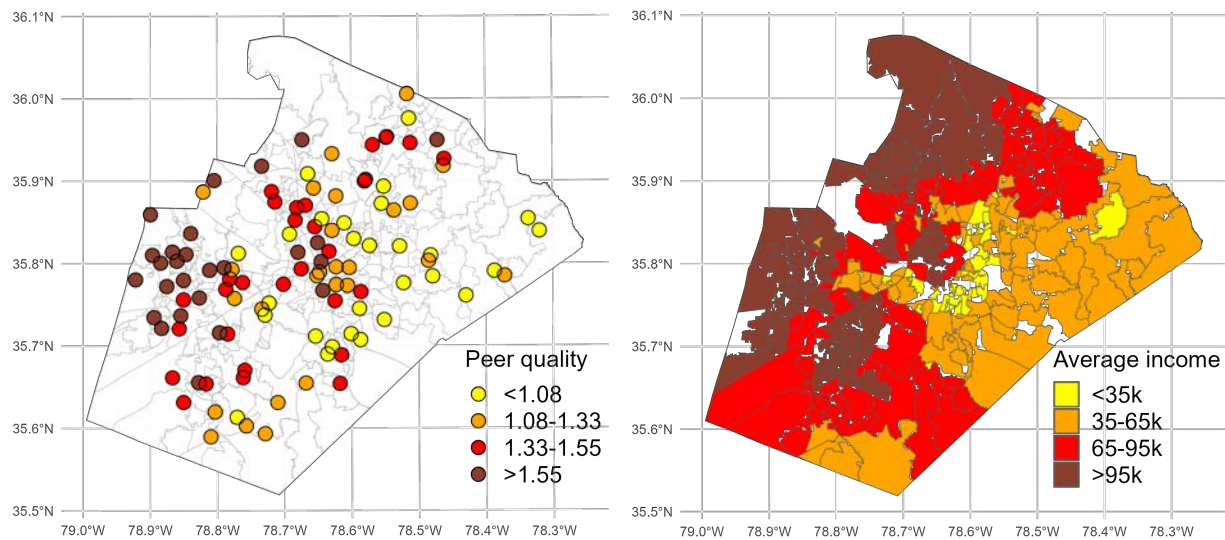 36.1°N
36.0°N
35.9°N
35.8°N
35.7°N
35.6°N
35.5°N
79.0°W 78.9°W 78.8°W 78.7°W 78.6°W 78.5°W 78.4°W 78.3°W
Peer quality
<1.08
1.08-1.33
1.33-1.55
>1.55
36.1°N
36.0°N
35.9°N
35.8°N
35.7°N
35.6°N
35.5°N
79.0°W 78.9°W 78.8°W 78.7°W 78.6°W 78.5°W 78.4°W 78.3°W
Average income
<35k
35-65k
65-95k
>95k